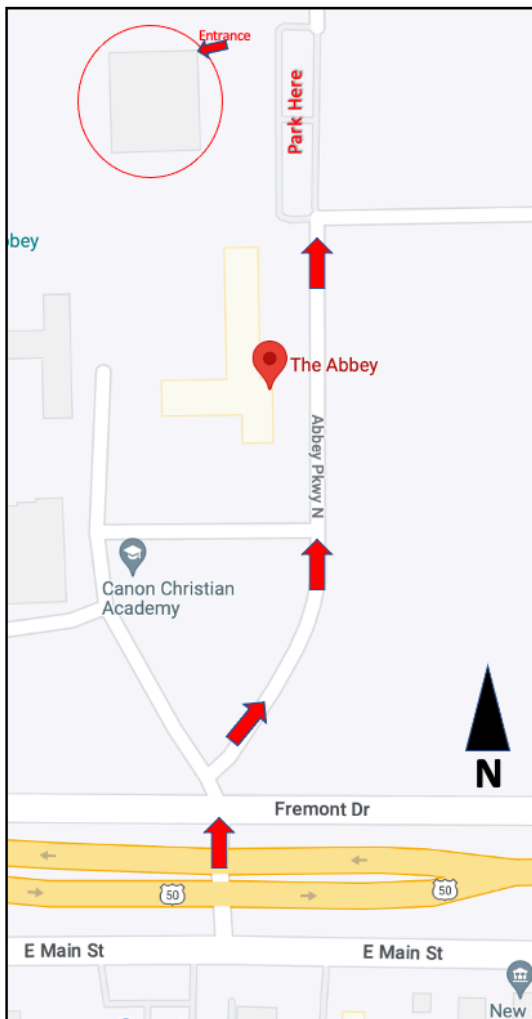 Entrance
Park Here
bbey
The Abbey
Abbey Pkwy N
Canon Christian
Academy
N
Fremont Dr
50
50
E Main St
E Main St
New